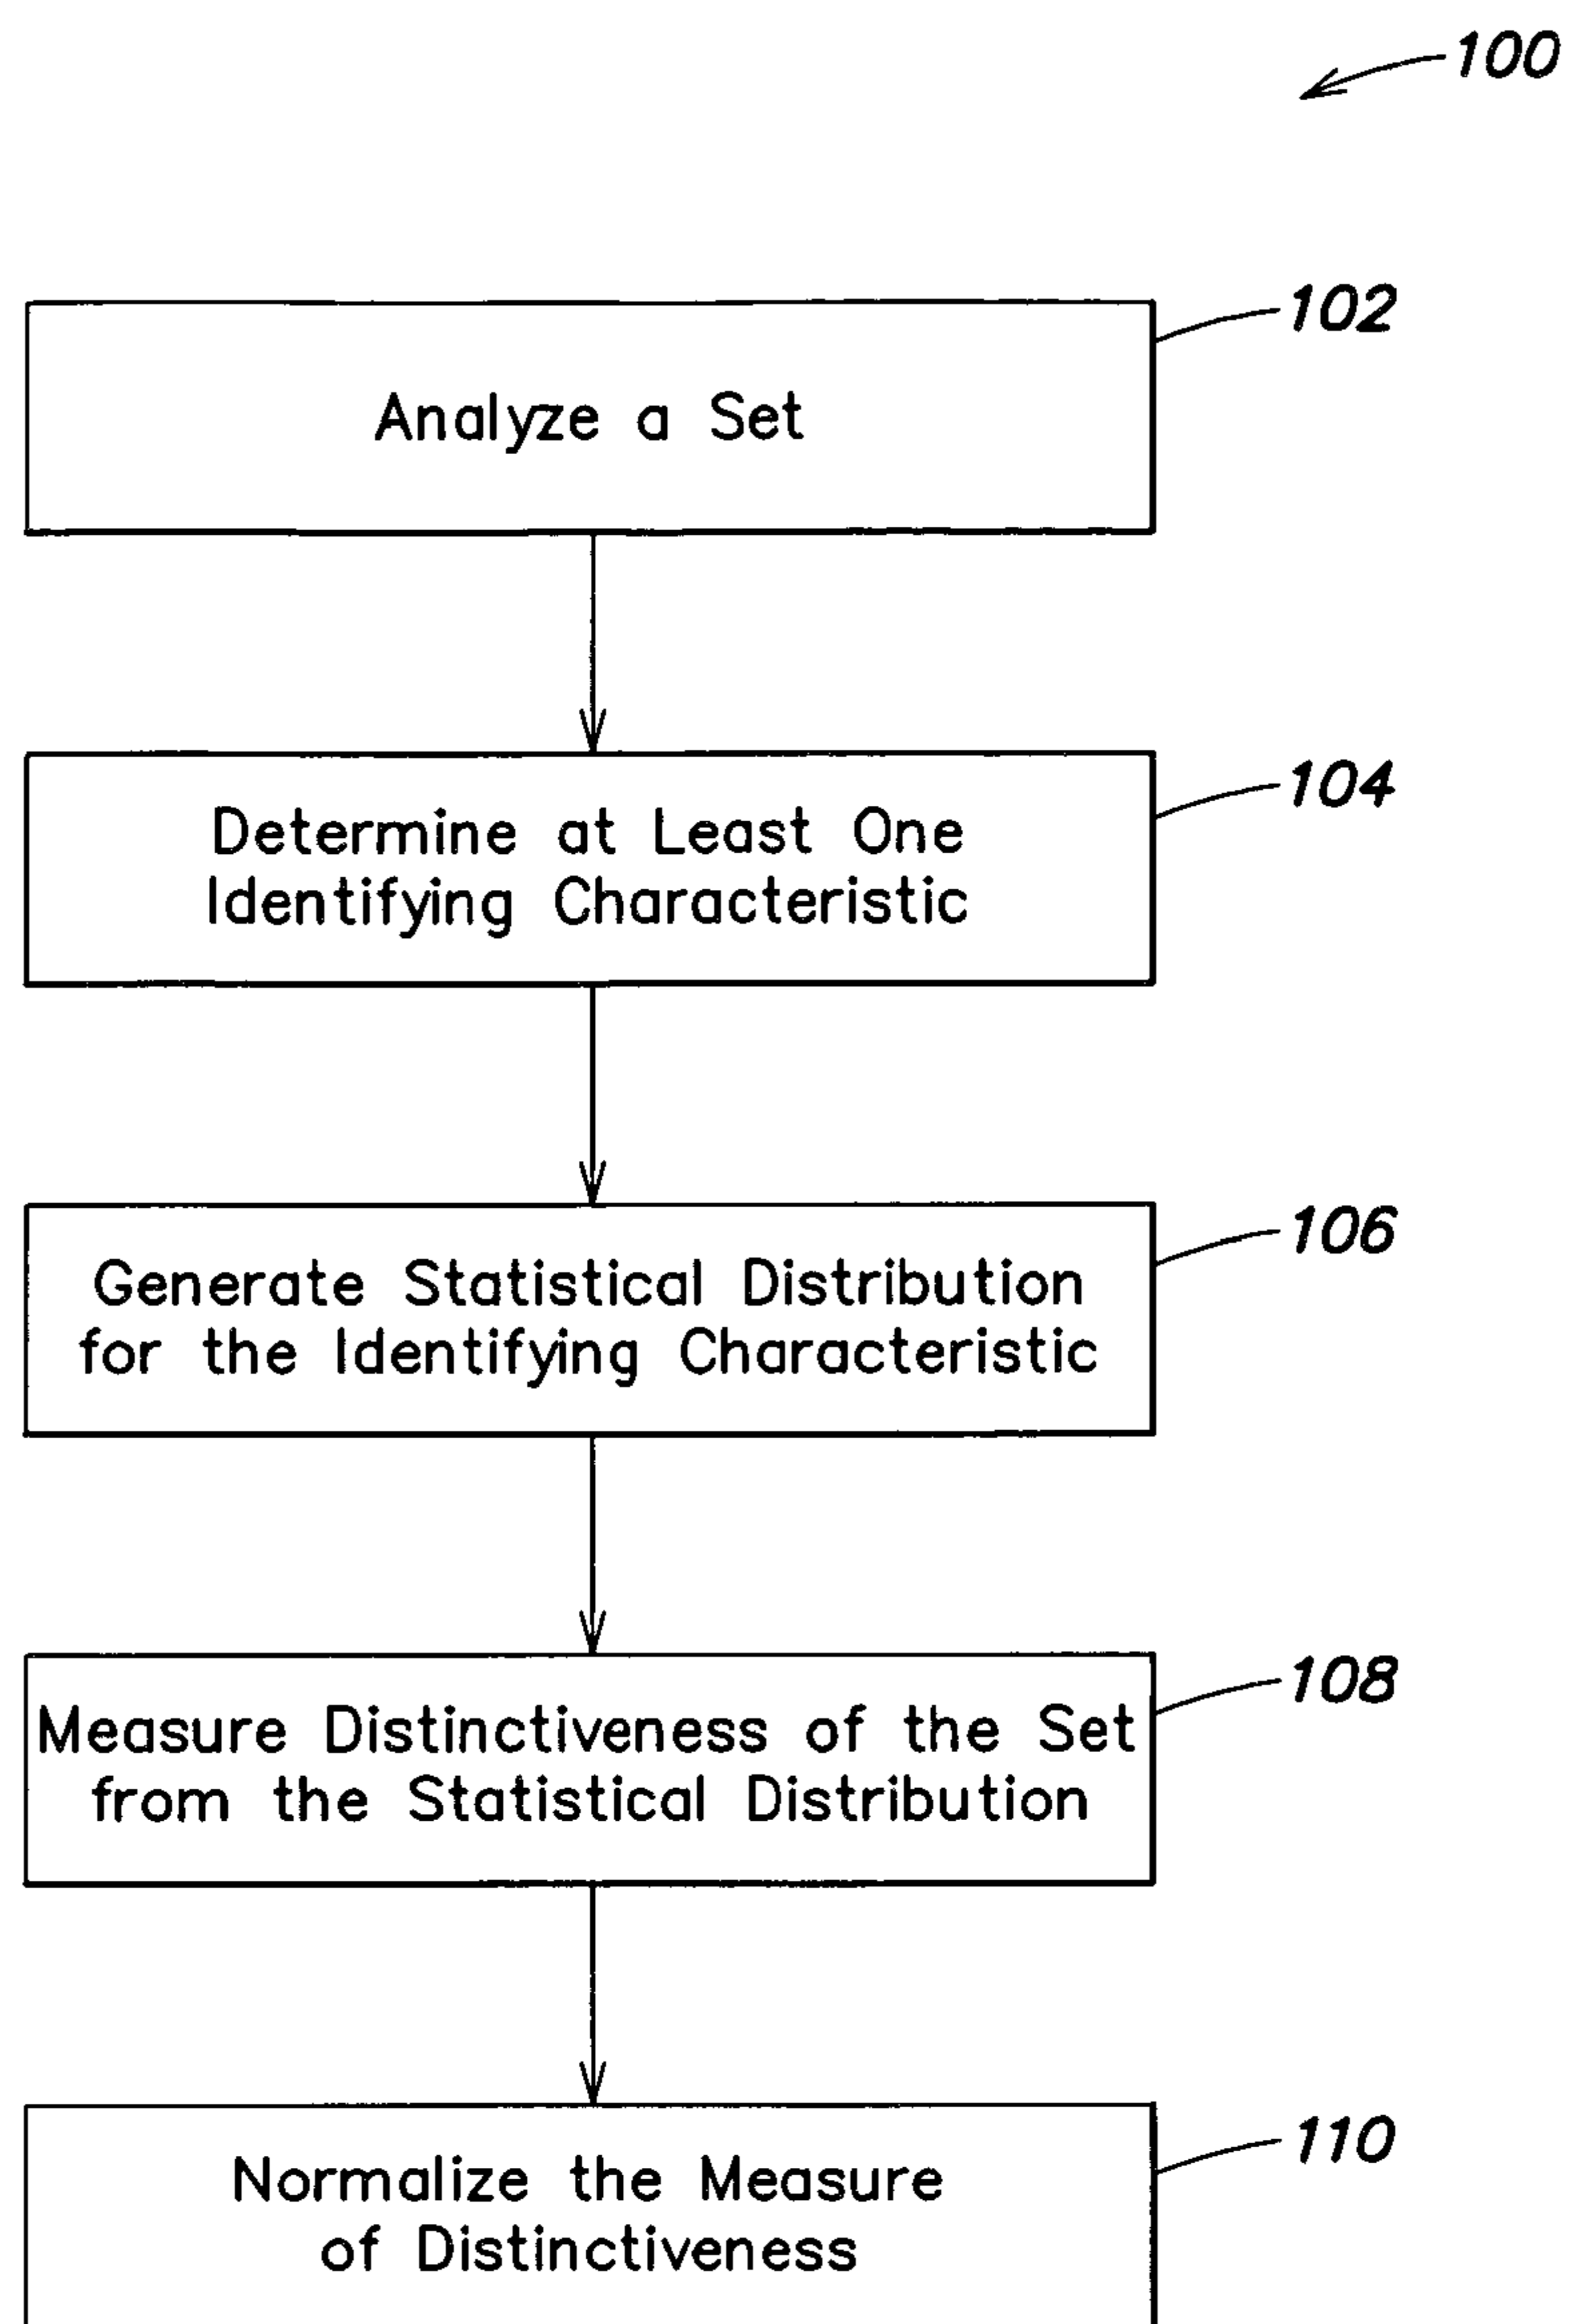 100
102
Analyze a Set
104
Determine at Least One
Identifying Characteristic
106
Generate Statistical Distribution
for the Identifying Characteristic
108
Measure Distinctiveness of the Set
from the Statistical Distribution
110
Normalize the Measure
of Distinctiveness